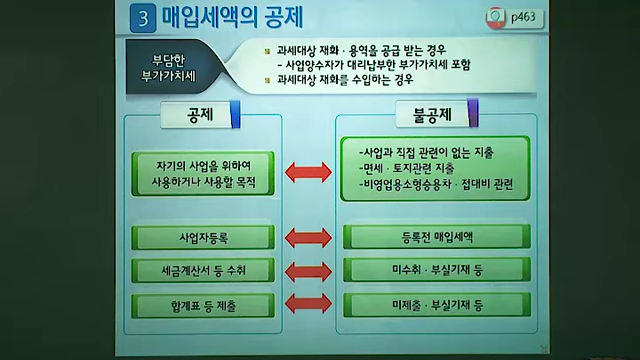 3 매입세액의 공제
p463
부담한
부가가치세
과세대상 재화 · 용역을 공급 받는 경우
- 사업양수자가 대리납부한 부가가치세 포함
과세대상 재화를 수입하는 경우
공제
불공제
자기의 사업을 위하여
사용하거나 사용할 목적
-사업과 직접 관련이 없는 지출
-면세 · 토지관련 지출
-비영업용소형승용차 · 접대비 관련
사업자등록
등록전 매입세액
세금계산서 등 수취
미수취 · 부실기재 등
합계표 등 제출
미제출 · 부실기재 등